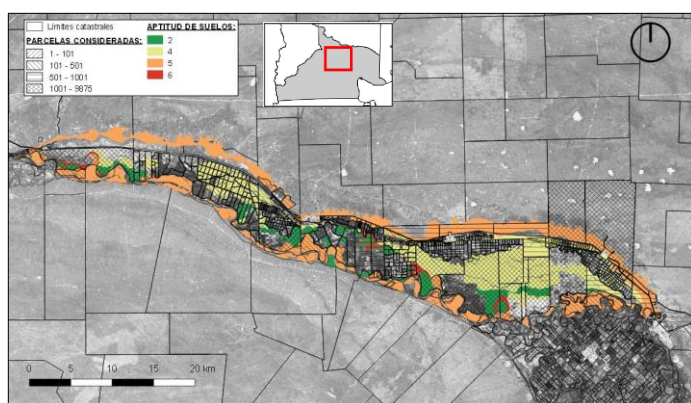 Límites catastrales
PARCELAS CONSIDERADAS:
1 - 101
101 - 501
501 - 1001
1001 - 9875
APTITUD DE SUELOS:
2
4
5
6
0 5 10 15 20 km